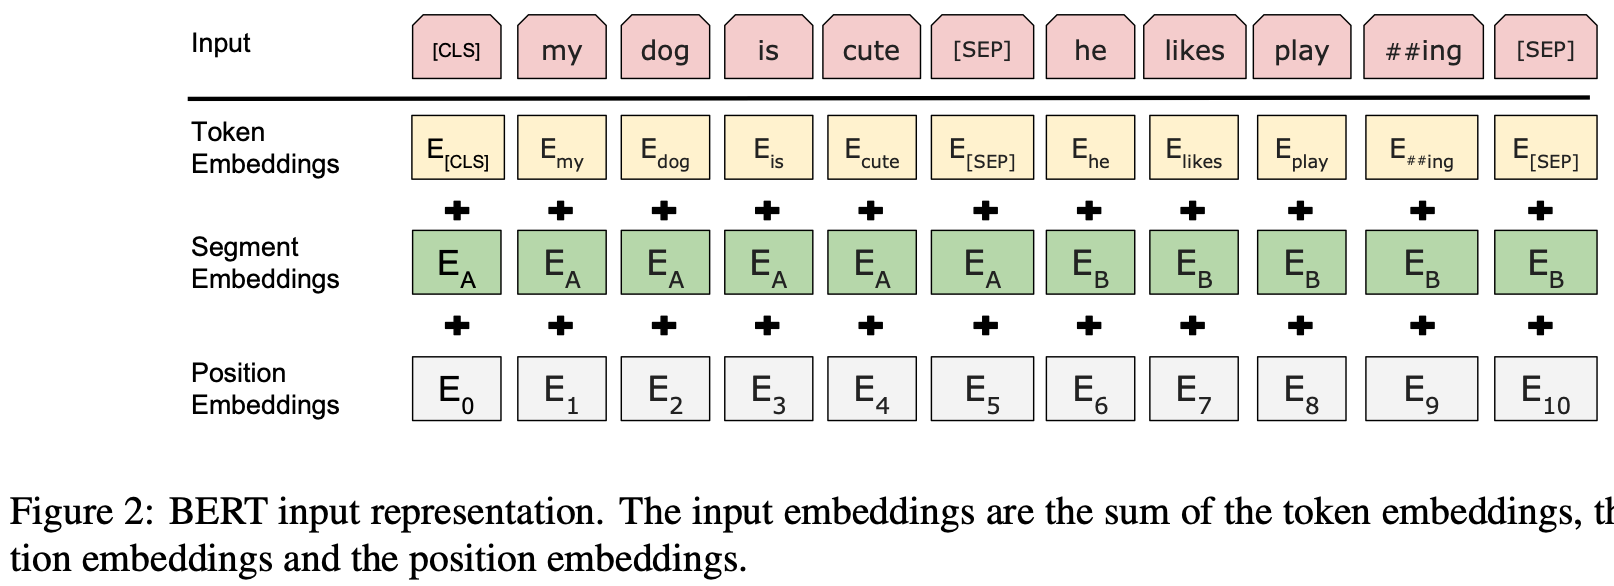 Input [CLS] my dog is cute [SEP] he likes play ##ing [SEP]
Token
Embeddings E[CLS] Emy Edog Eis Ecute E[SEP] Ehe Elikes Eplay E##ing E[SEP]
+ + + + + + + + + + +
Segment
Embeddings EA EA EA EA EA EA EB EB EB EB EB
+ + + + + + + + + + +
Position
Embeddings E0 E1 E2 E3 E4 E5 E6 E7 E8 E9 E10
Figure 2: BERT input representation. The input embeddings are the sum of the token embeddings,
tion embeddings and the position embeddings.